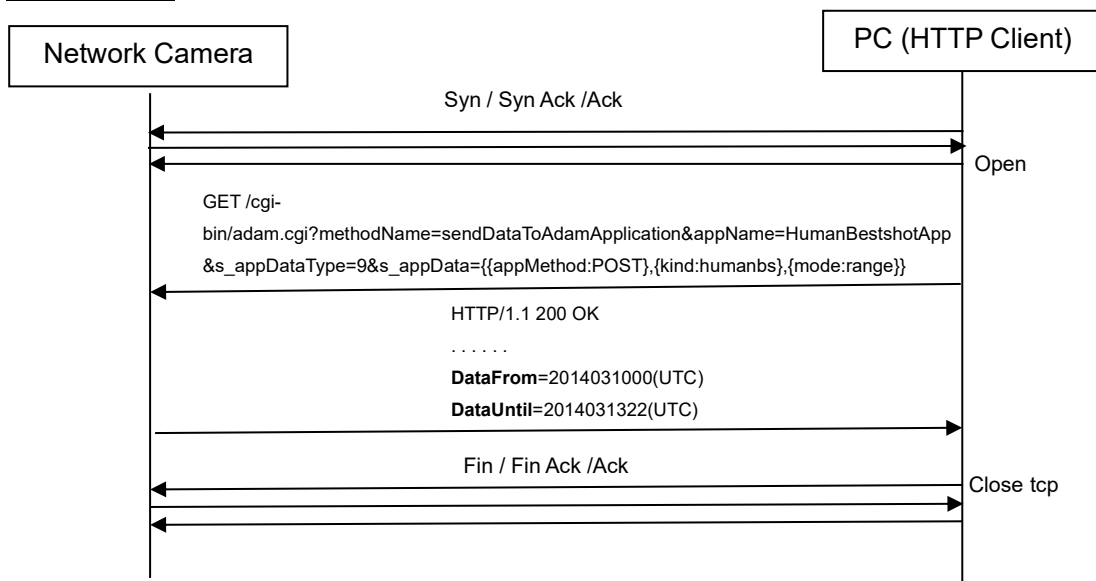 Network Camera
PC (HTTP Client)
Syn / Syn Ack /Ack
Open
GET /cgi-
bin/adam.cgi?methodName=sendDataToAdamApplication&appName=HumanBestshotApp
&s_appDataType=9&s_appData={{appMethod:POST},{kind:humanbs},{mode:range}}
HTTP/1.1 200 OK
. . . . . .
DataFrom=2014031000(UTC)
DataUntil=2014031322(UTC)
Fin / Fin Ack /Ack
Close tcp